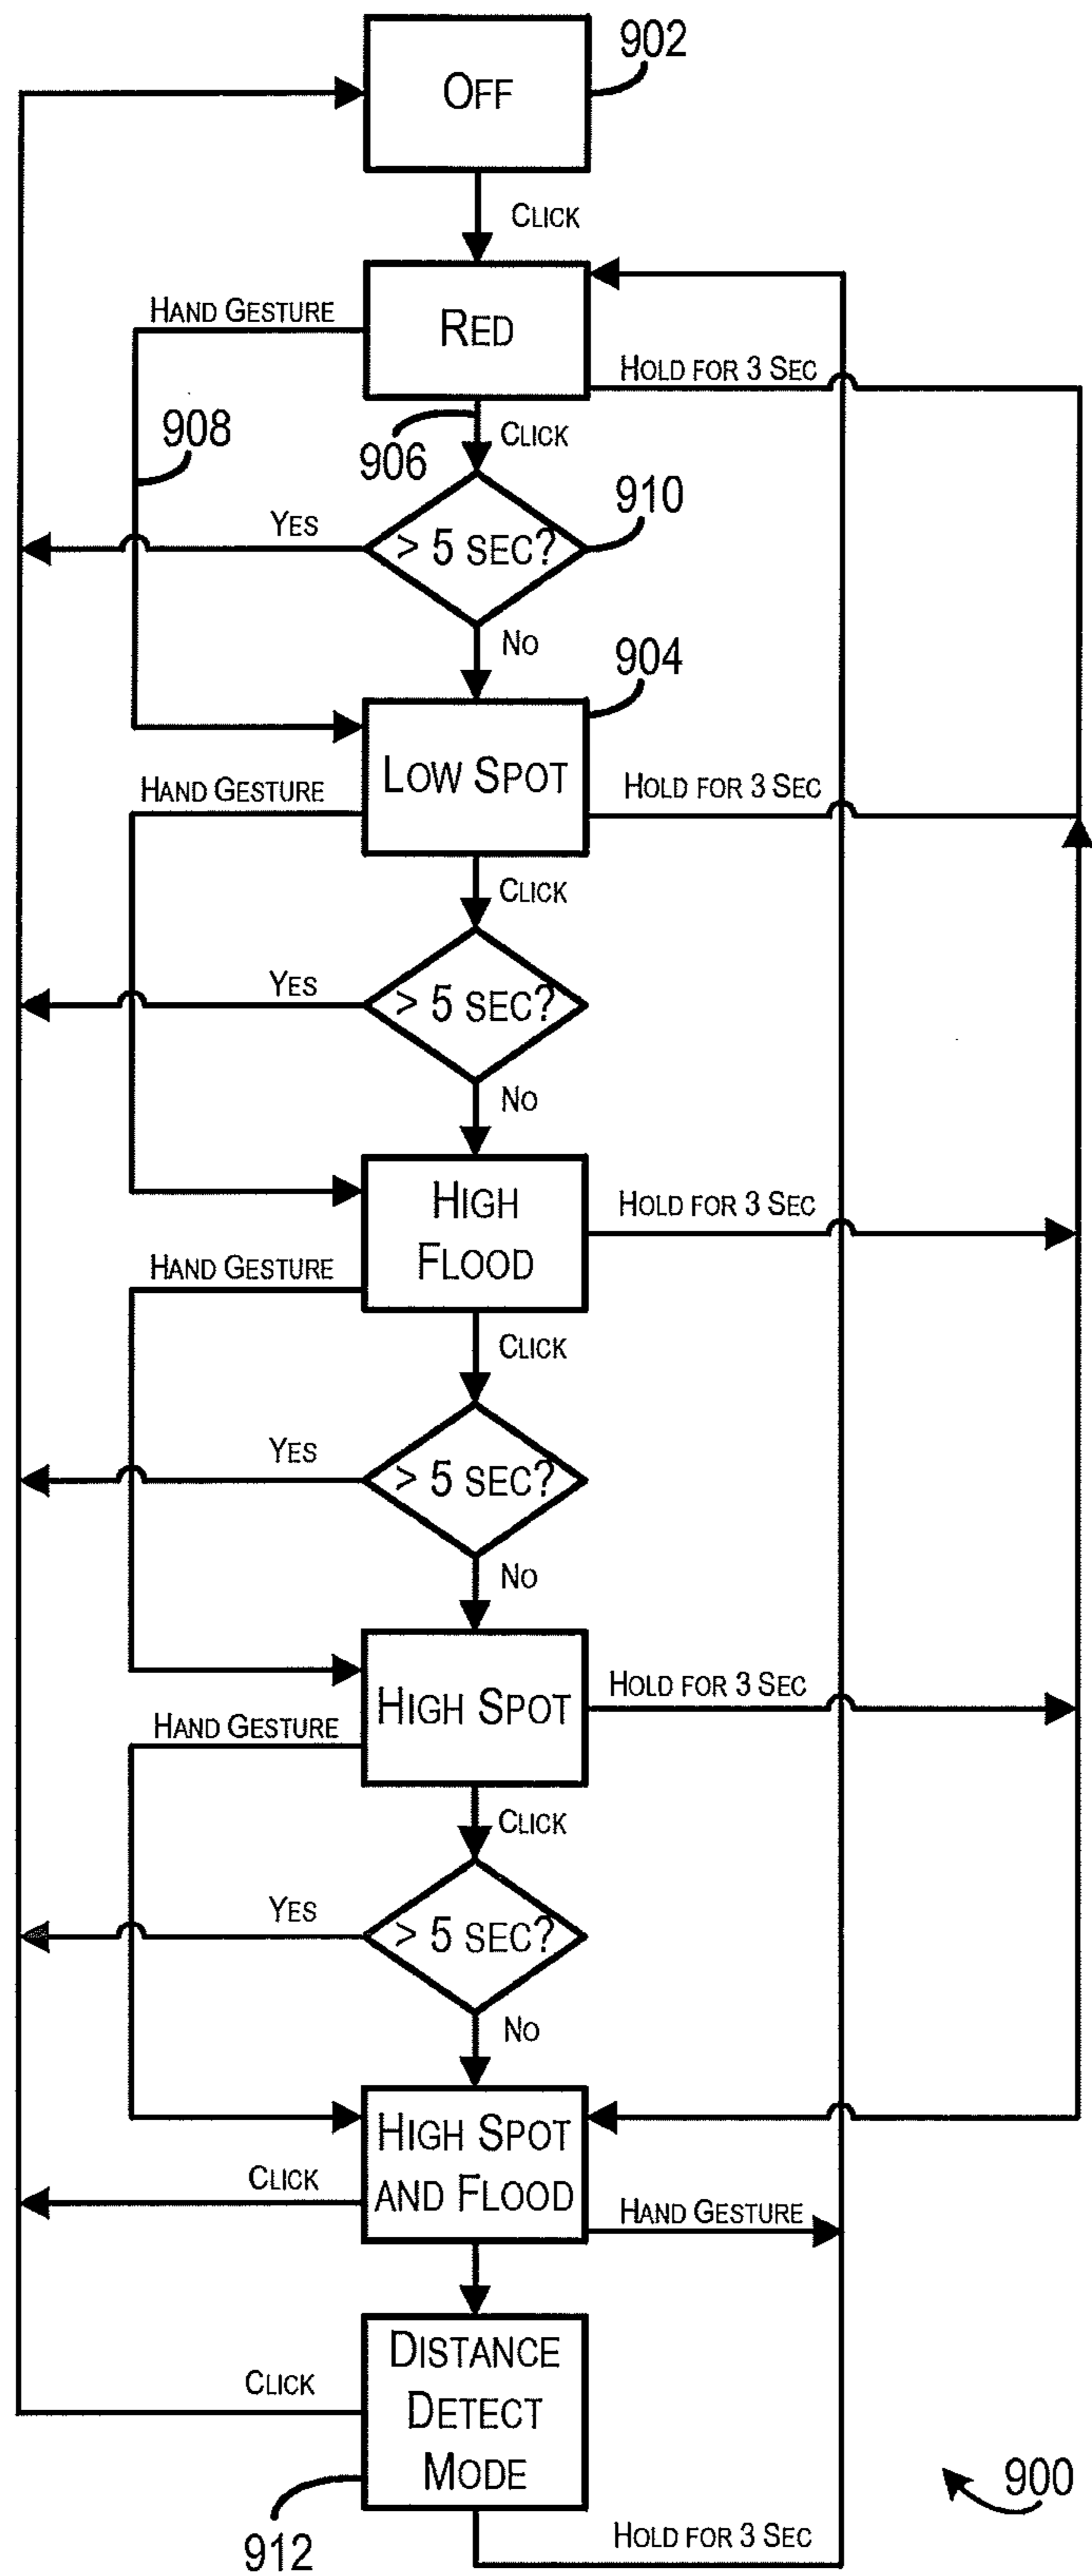 902
OFF
CLICK
HAND GESTURE
RED
HOLD FOR 3 SEC
908
906
CLICK
910
YES
> 5 SEC?
NO
904
LOW SPOT
HAND GESTURE
HOLD FOR 3 SEC
CLICK
YES
> 5 SEC?
NO
HIGH
FLOOD
HOLD FOR 3 SEC
HAND GESTURE
CLICK
YES
> 5 SEC?
NO
HIGH SPOT
HOLD FOR 3 SEC
HAND GESTURE
CLICK
YES
> 5 SEC?
NO
HIGH SPOT
AND FLOOD
CLICK
HAND GESTURE
DISTANCE
DETECT
MODE
CLICK
900
912
HOLD FOR 3 SEC